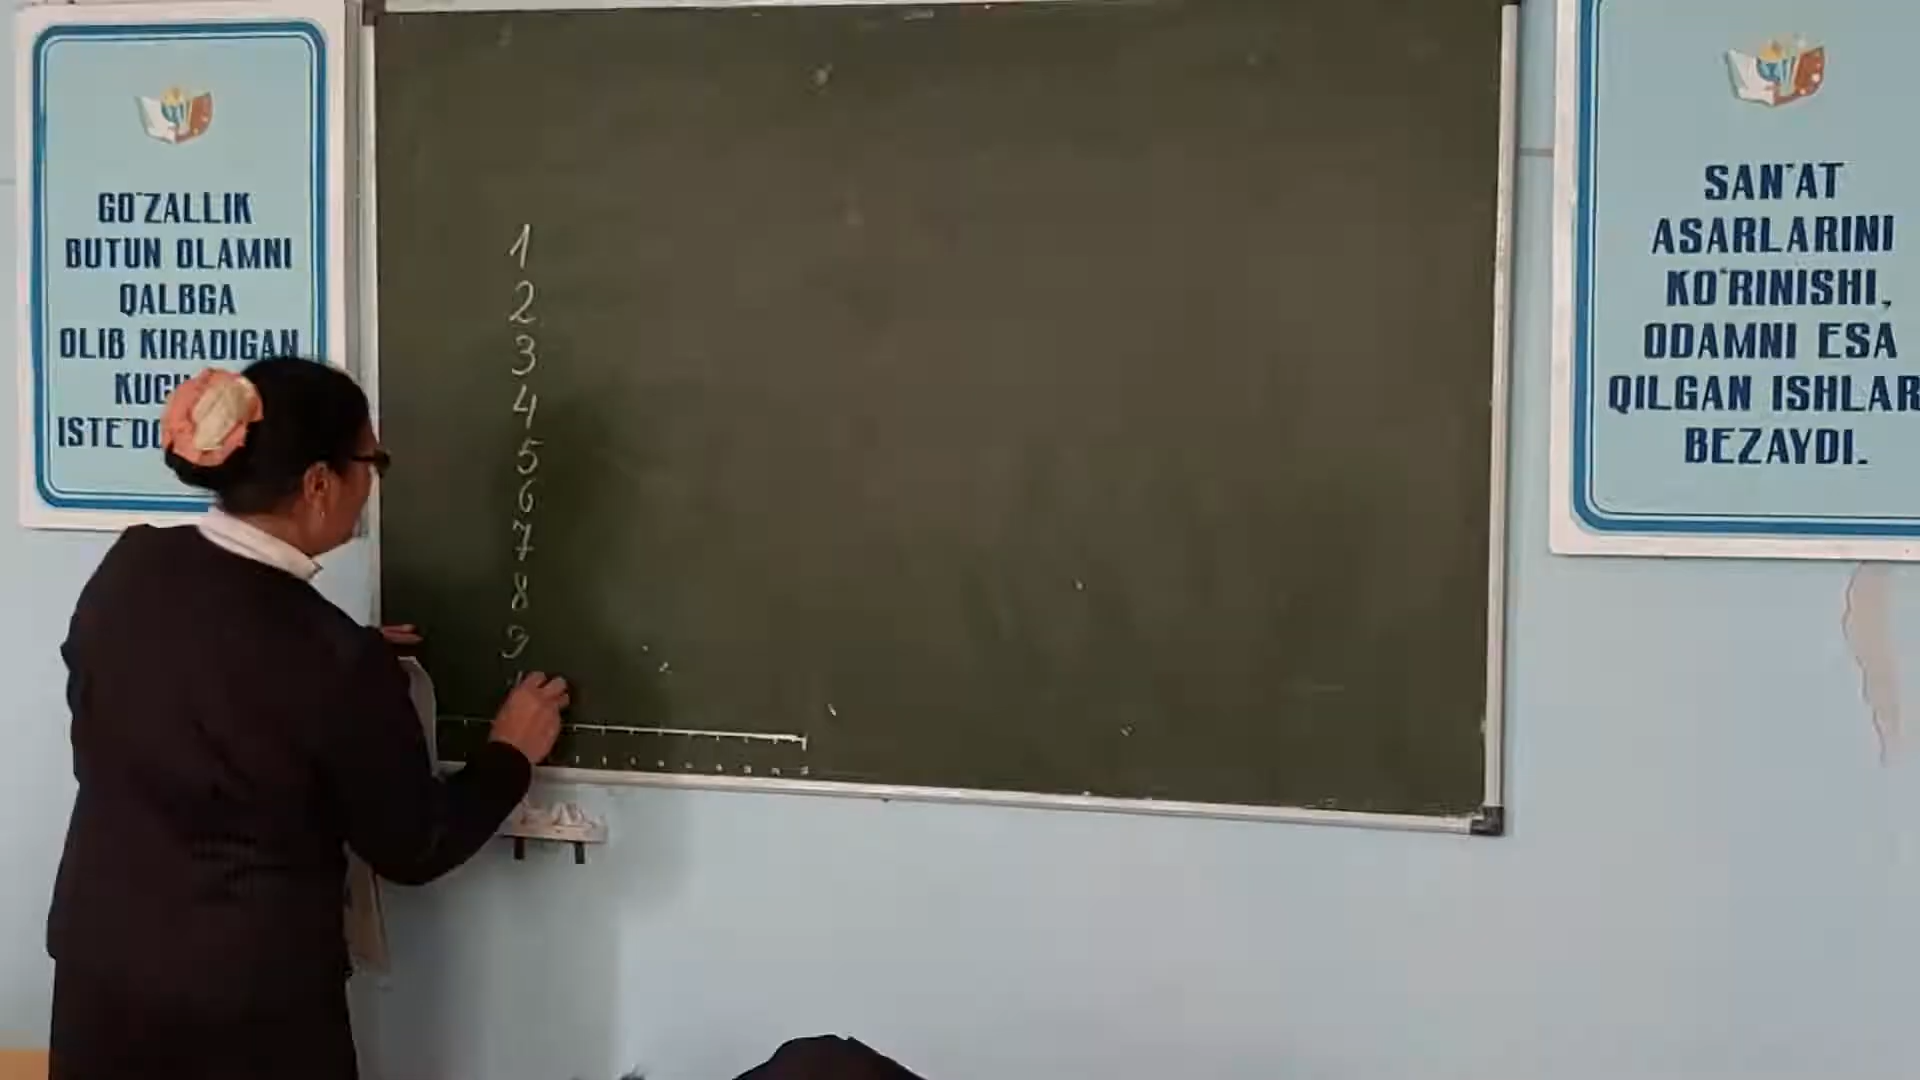 GO'ZALLIK
BUTUN OLAMNI
QALBGA
OLIB KIRADIGAN
1
2
3
4
5
6
7
8
9
SAN'AT
ASARLARINI
KO'RINISHI,
ODAMNI ESA
QILGAN ISHLAR
BEZAYDI.